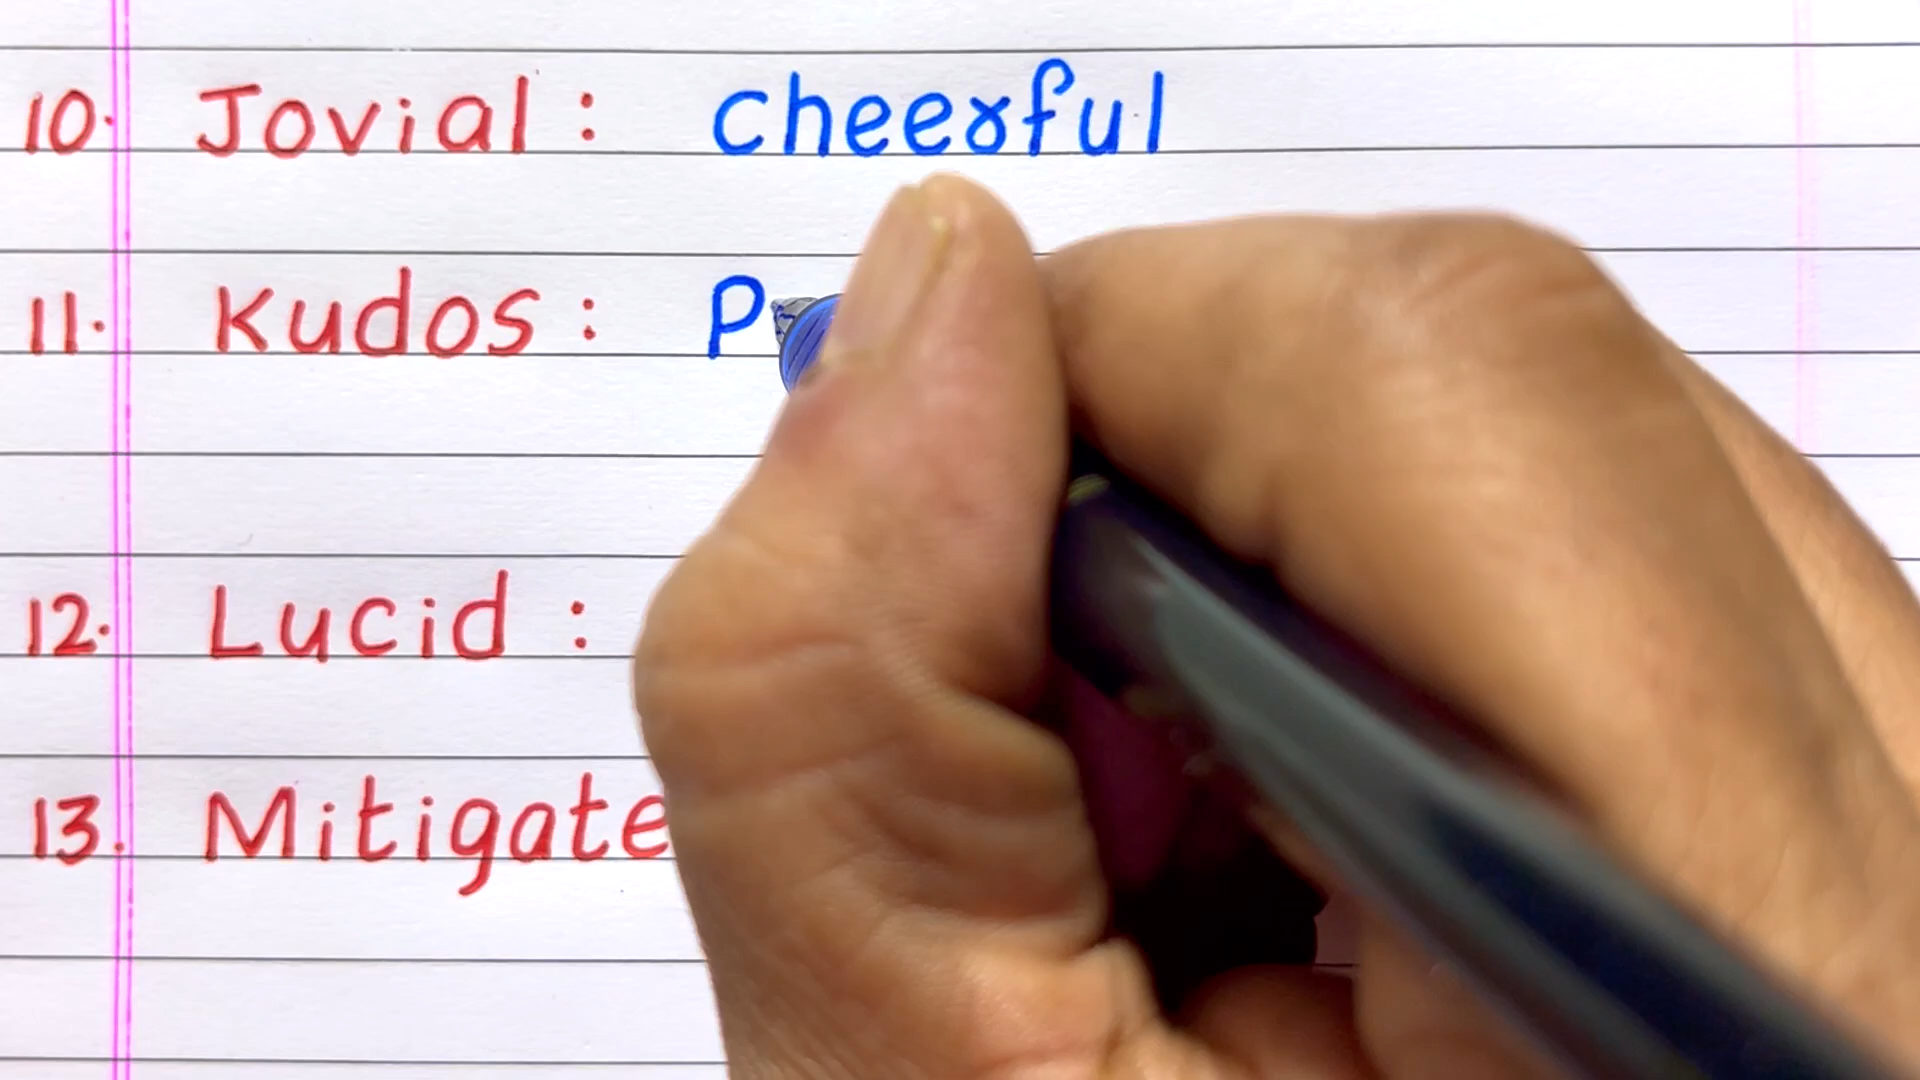 10. Jovial : cheerful
11. Kudos : P
12. Lucid :
13. Mitigate